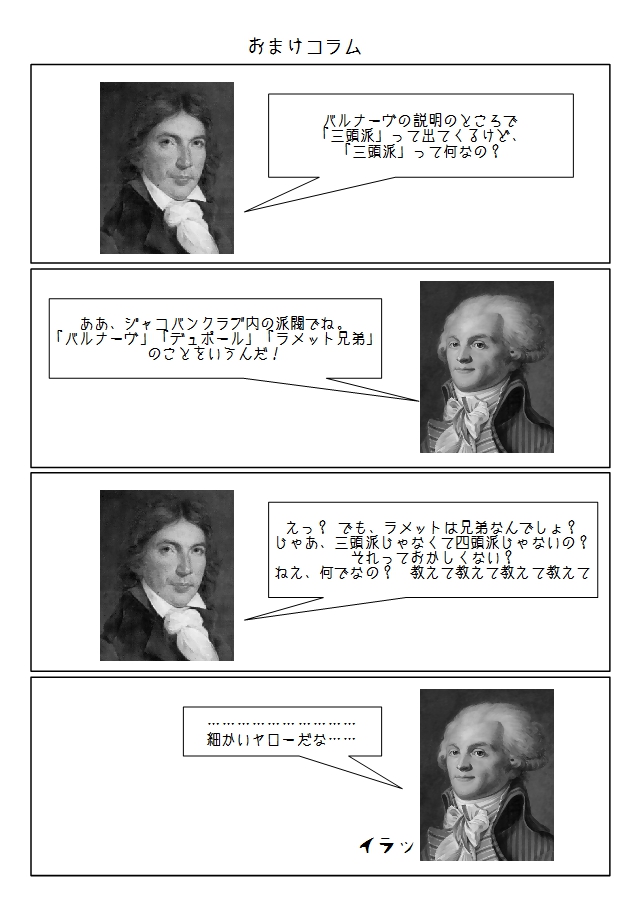 おまけコラム
バルナーヴの説明のところで
「三頭派」って出てくるけど、
「三頭派」って何なの？
ああ、ジャコバンクラブ内の派閥でね。
「バルナーヴ」「デュポール」「ラメット兄弟」
のことをいうんだ！
えっ？ でも、ラメットは兄弟なんでしょ？
じゃあ、三頭派じゃなくて四頭派じゃないの？
それっておかしくない？
ねえ、何でなの？ 教えて教えて教えて教えて
……………………………
細かいヤローだな……
イラッ